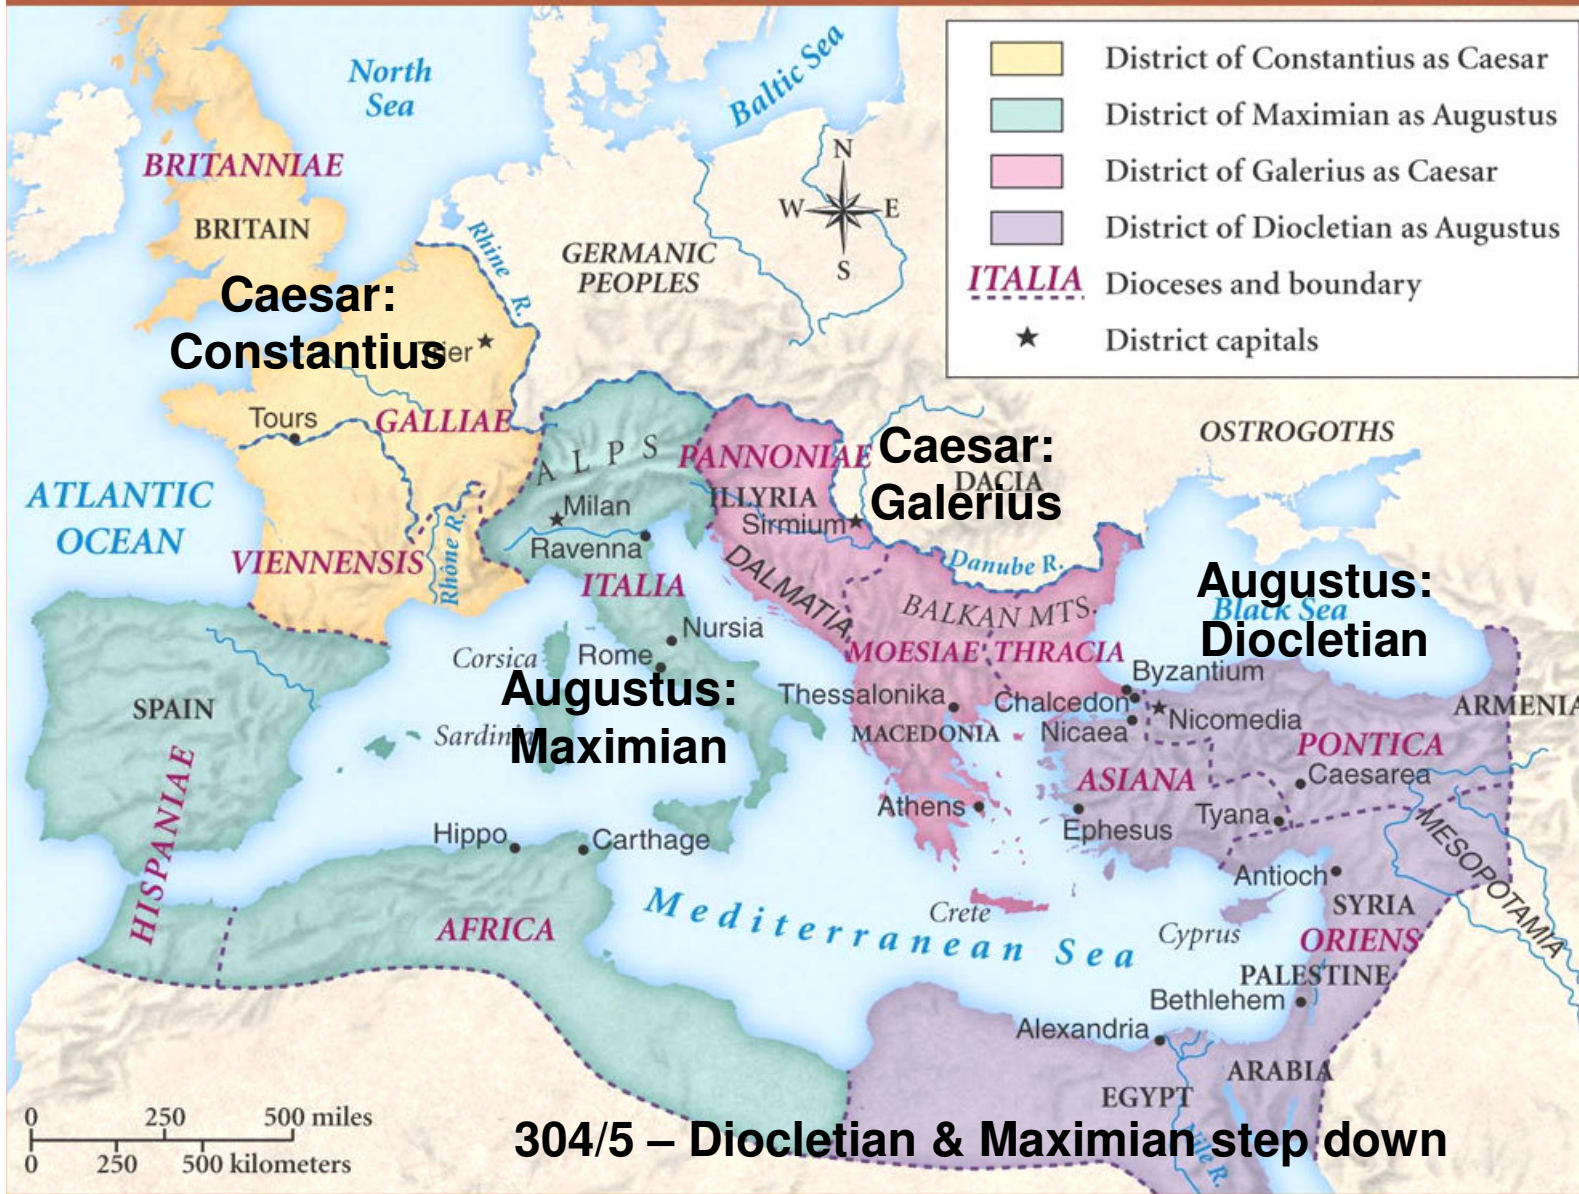 District of Constantius as Caesar
District of Maximian as Augustus
District of Galerius as Caesar
District of Diocletian as Augustus
ITALIA Dioceses and boundary
District capitals
North
Sea
Baltic Sea
N
W E
S
BRITANNIAE
BRITAIN
Rhine R.
GERMANIC
PEOPLES
Caesar:
Constantius
Trier
Tours
GALLIAE
ALPS
PANNONIAE
Caesar:
Galerius
DACIA
OSTROGOTHS
ILLYRIA
Sirmium
ATLANTIC
OCEAN
Milan
Ravenna
VIENNENSIS
Rhône R.
ITALIA
DALMATIA
Danube R.
BALKAN MTS.
Augustus:
Diocletian
Black Sea
Nursia
Corsica
Rome
MOESIAE
THRACIA
Byzantium
Augustus:
Maximian
Sardinia
Thessalonika
Chalcedon
Nicomedia
Nicaea
MACEDONIA
ARMENIA
SPAIN
HISPANIAE
PONTICA
ASIANA
Caesarea
Athens
Tyana
Ephesus
MESOPOTAMIA
Hippo
Carthage
Antioch
SYRIA
Crete
Cyprus
ORIENS
AFRICA
Mediterranean Sea
PALESTINE
Bethlehem
Alexandria
ARABIA
EGYPT
Nile R.
0 250 500 miles
0 250 500 kilometers
304/5 – Diocletian & Maximian step down